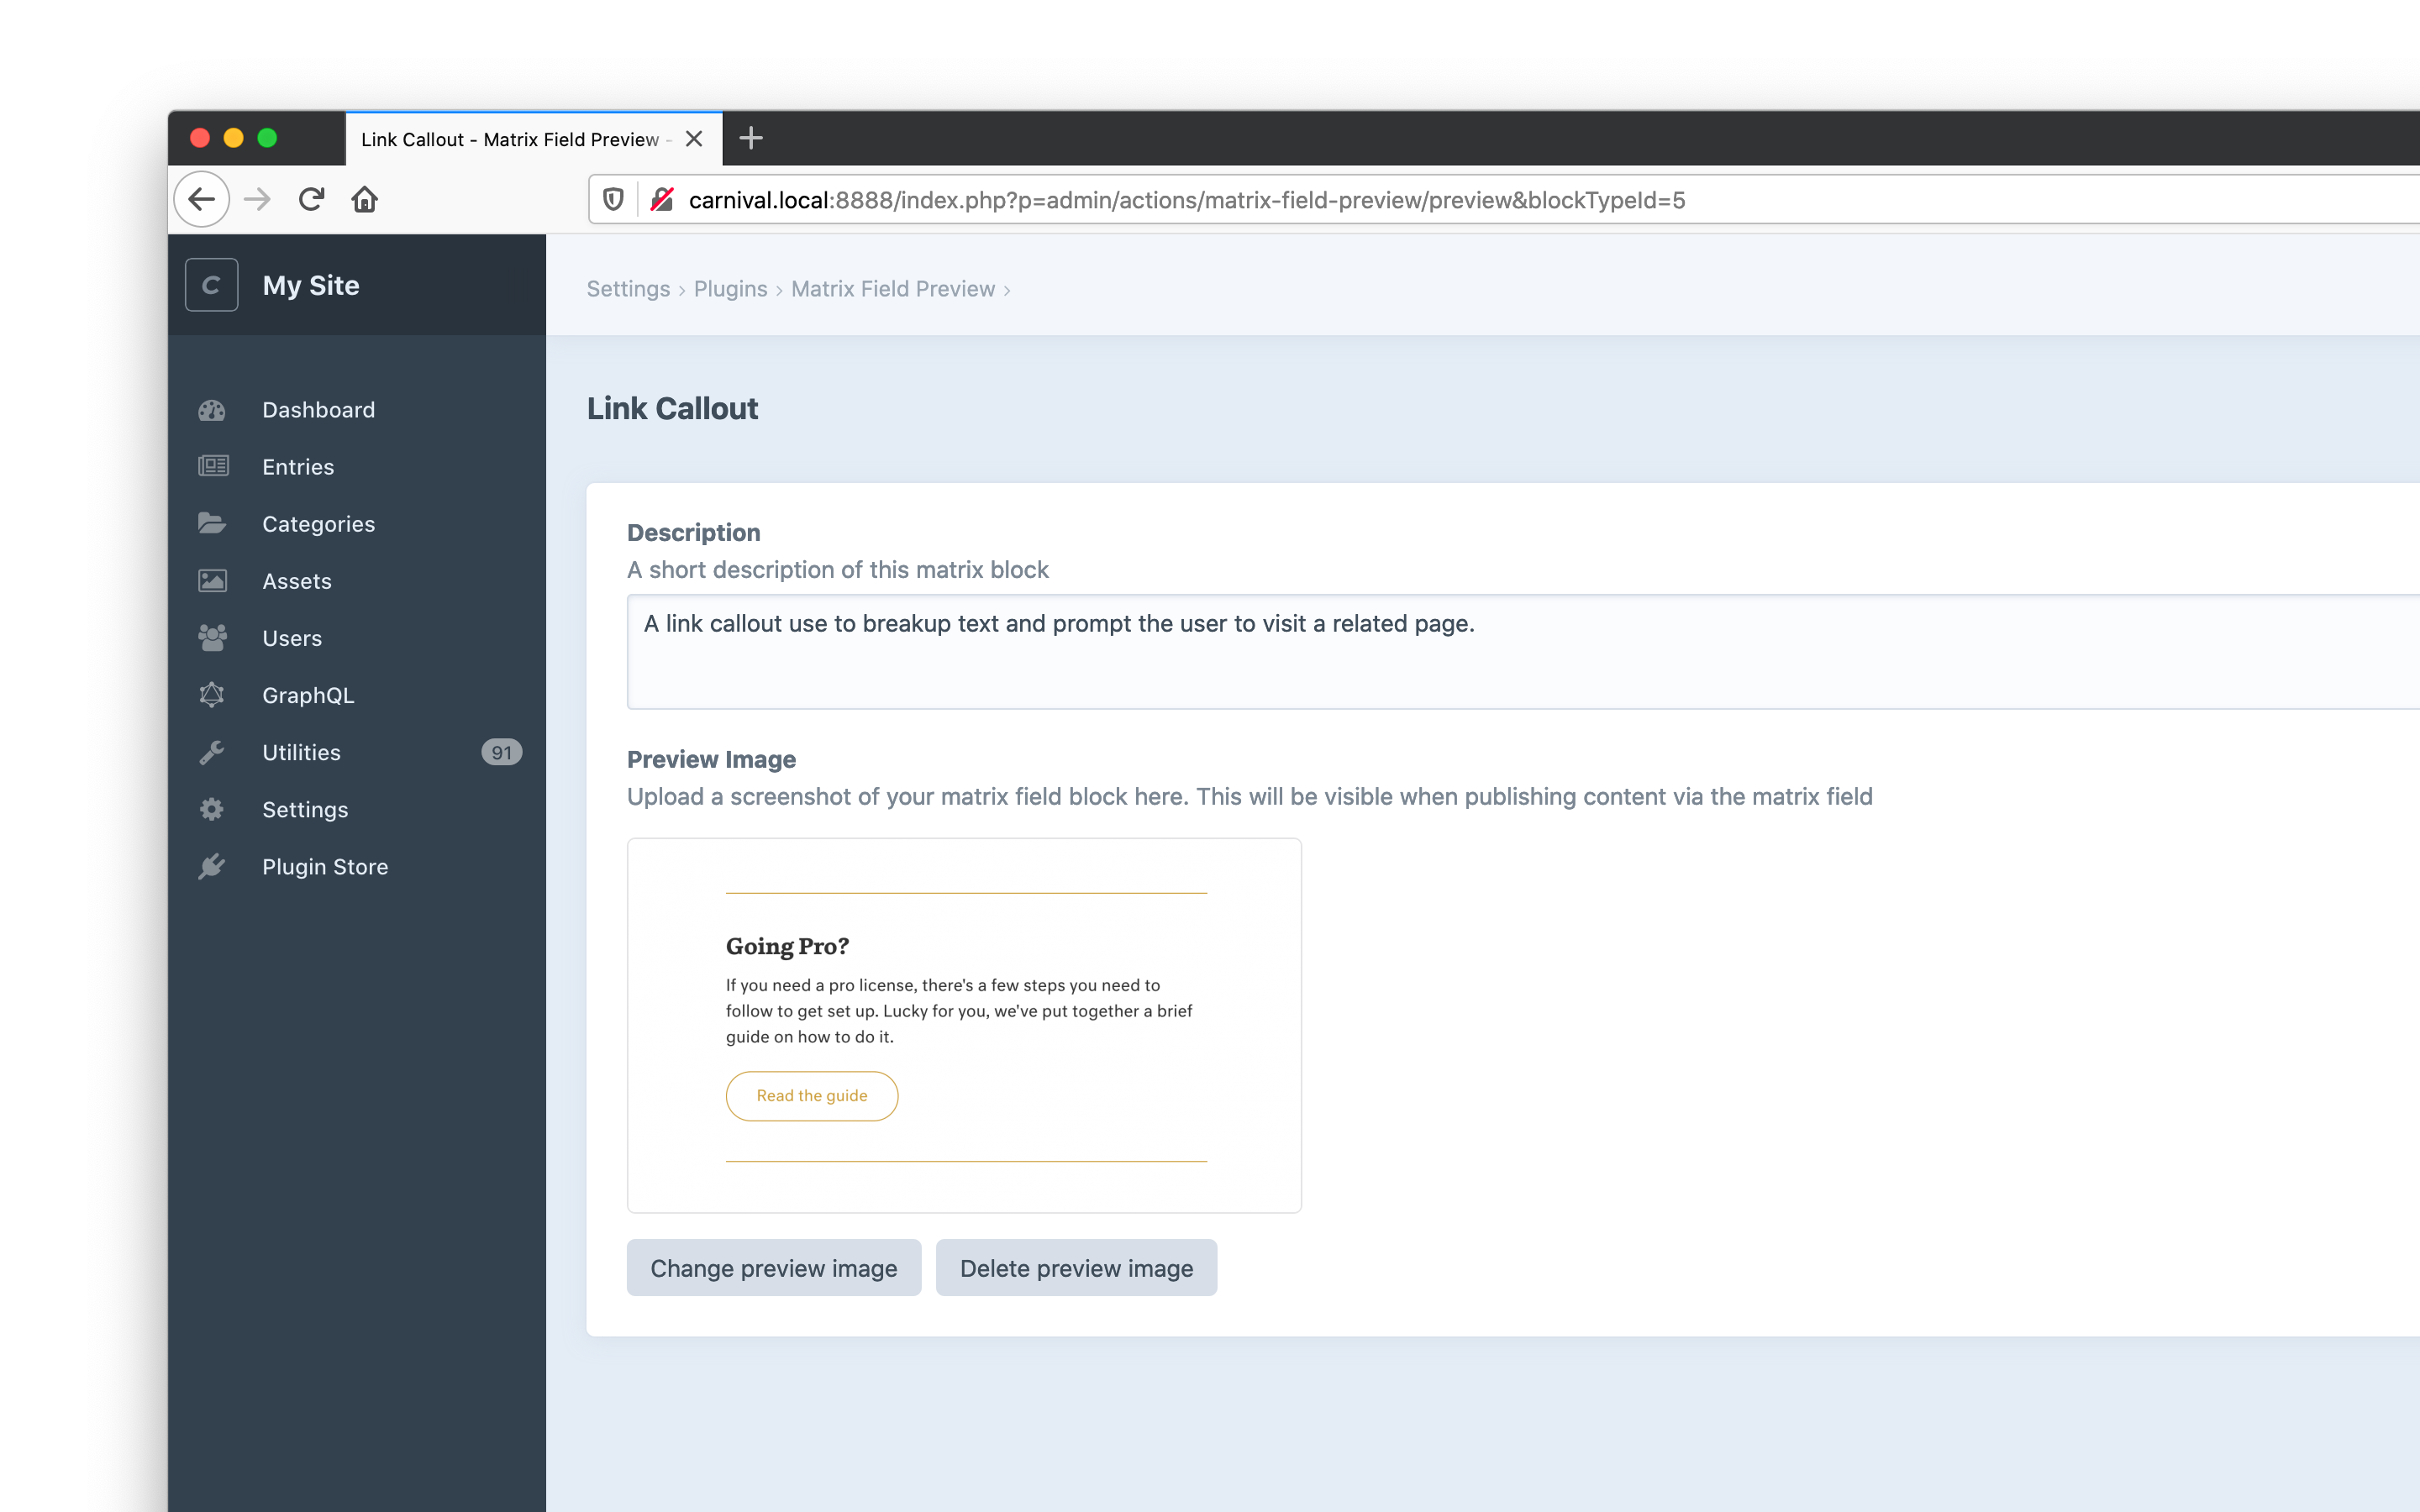 Link Callout - Matrix Field Preview -
carnival.local:8888/index.php?p=admin/actions/matrix-field-preview/preview&blockTypeId=5
C
My Site
Settings › Plugins › Matrix Field Preview ›
Dashboard
Entries
Categories
Assets
Users
GraphQL
Utilities 91
Settings
Plugin Store
Link Callout
Description
A short description of this matrix block
A link callout use to breakup text and prompt the user to visit a related page.
Preview Image
Upload a screenshot of your matrix field block here. This will be visible when publishing content via the matrix field
Going Pro?
If you need a pro license, there's a few steps you need to
follow to get set up. Lucky for you, we've put together a brief
guide on how to do it.
Read the guide
Change preview image
Delete preview image